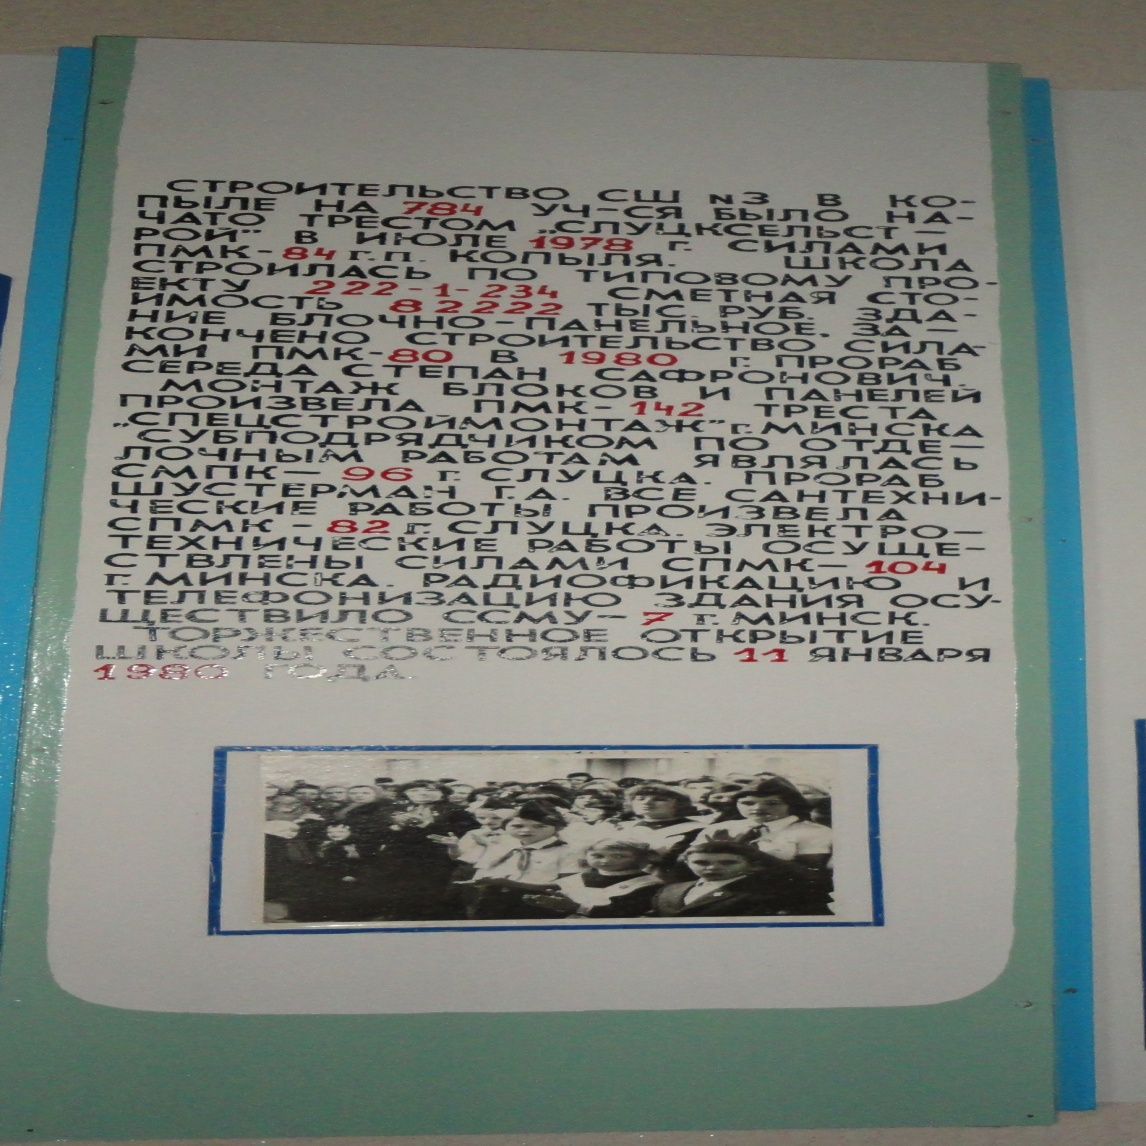 СТРОИТЕЛЬСТВО СШ №3 В КО-
ПЫЛЕ НА 784 УЧ-СЯ БЫЛО НА-
ЧАТО ТРЕСТОМ „СЛУЦКСЕЛЬСТ-
РОЙ" В ИЮЛЕ 1978 Г. СИЛАМИ
ПМК-84 Г.П. КОПЫЛЯ. ШКОЛА
СТРОИЛАСЬ ПО ТИПОВОМУ ПРО-
ЕКТУ 222-1-234 СМЕТНАЯ СТО-
ИМОСТЬ 82222 ТЫС. РУБ. ЗДА-
НИЕ БЛОЧНО-ПАНЕЛЬНОЕ. ЗА-
КОНЧЕНО СТРОИТЕЛЬСТВО СИЛА-
МИ ПМК-80 В 1980 Г. ПРОРАБ
СЕРЕДА СТЕПАН САФРОНОВИЧ.
МОНТАЖ БЛОКОВ И ПАНЕЛЕЙ
ПРОИЗВЕЛА ПМК-142 ТРЕСТА
„СПЕЦСТРОЙМОНТАЖ" Г. МИНСКА
СУБПОДРЯДЧИКОМ ПО ОТДЕ-
ЛОЧНЫМ РАБОТАМ ЯВЛЯЛАСЬ
СМПК-96 Г. СЛУЦКА. ПРОРАБ
ШУСТЕРМАН Г.А. ВСЕ САНТЕХНИ-
ЧЕСКИЕ РАБОТЫ ПРОИЗВЕЛА
СПМК-82 Г. СЛУЦКА. ЭЛЕКТРО-
ТЕХНИЧЕСКИЕ РАБОТЫ ОСУЩЕ-
СТВЛЕНЫ СИЛАМИ СПМК-104
Г. МИНСКА. РАДИОФИКАЦИЮ И
ТЕЛЕФОНИЗАЦИЮ ЗДАНИЯ ОСУ-
ЩЕСТВИЛО ССМУ-7 Г. МИНСК.
ТОРЖЕСТВЕННОЕ ОТКРЫТИЕ
ШКОЛЫ СОСТОЯЛОСЬ 11 ЯНВАРЯ
1980 ГОДА.